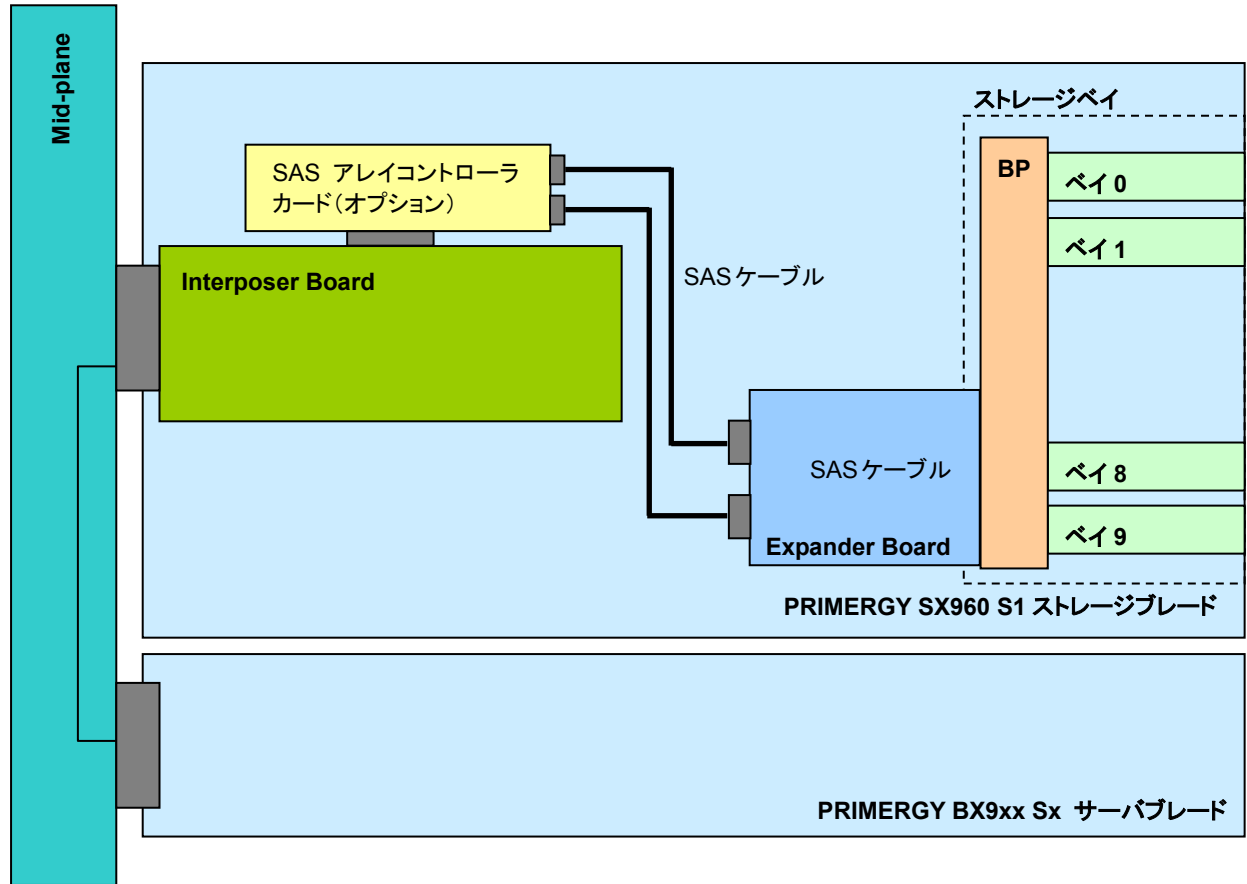 Mid-plane
ストレージベイ
SAS アレイコントローラ
カード（オプション）
BP
ベイ 0
ベイ 1
Interposer Board
SASケーブル
ベイ 8
SASケーブル
ベイ 9
Expander Board
PRIMERGY SX960 S1 ストレージブレード
PRIMERGY BX9xx Sx サーバブレード